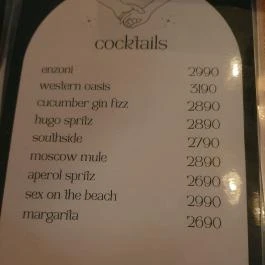 cocktails
enzoni 2990
western oasis 3190
cucumber gin fizz 2890
hugo spritz 2890
southside 2790
moscow mule 2890
aperol spritz 2690
sex on the beach 2990
margarita 2690